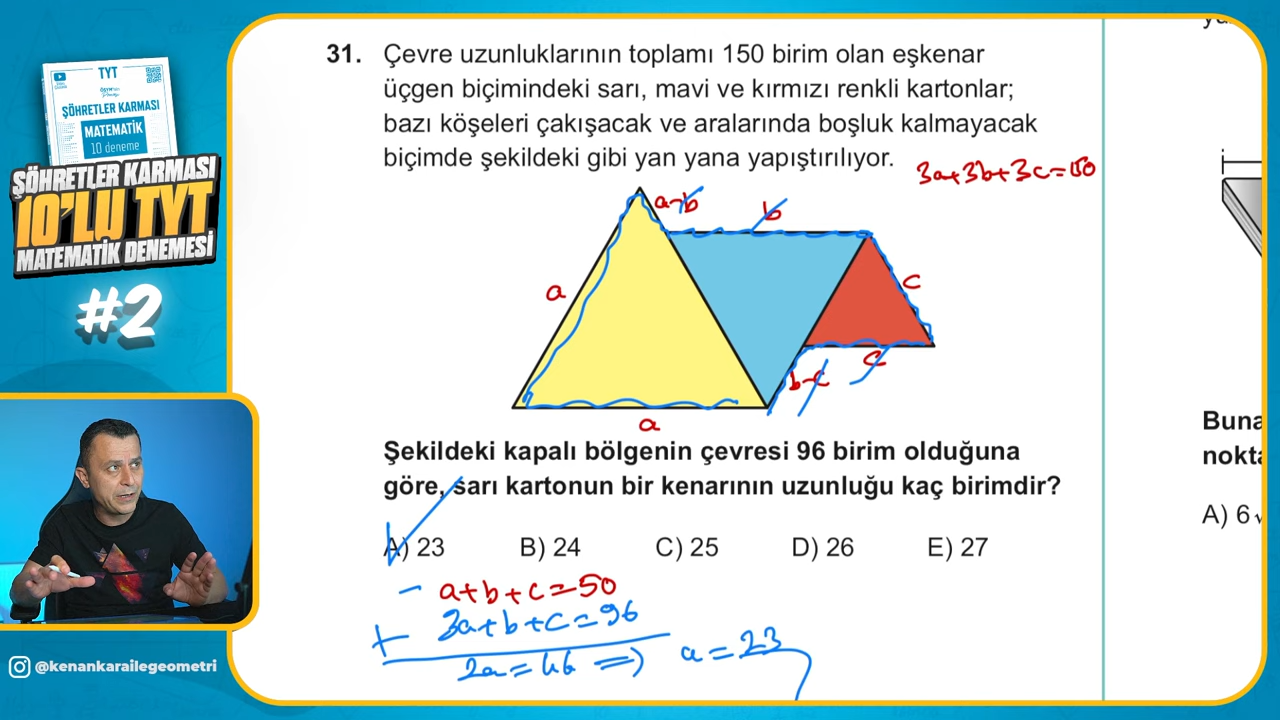 TYT
ŞÖHRETLER KARMASI
MATEMATİK
10 deneme
ŞÖHRETLER KARMASI
10'LU TYT
MATEMATİK DENEMESİ
#2
@kenankarailegeometri
31. Çevre uzunluklarının toplamı 150 birim olan eşkenar
üçgen biçimindeki sarı, mavi ve kırmızı renkli kartonlar;
bazı köşeleri çakışacak ve aralarında boşluk kalmayacak
biçimde şekildeki gibi yan yana yapıştırılıyor.
3a+3b+3c=150
a-b
b
a
c
c
b-c
a
Şekildeki kapalı bölgenin çevresi 96 birim olduğuna
göre, sarı kartonun bir kenarının uzunluğu kaç birimdir?
A) 23 B) 24 C) 25 D) 26 E) 27
- a+b+c=50
+ 3a+b+c=96
2a=46 => a=23
Buna
nokta
A) 6